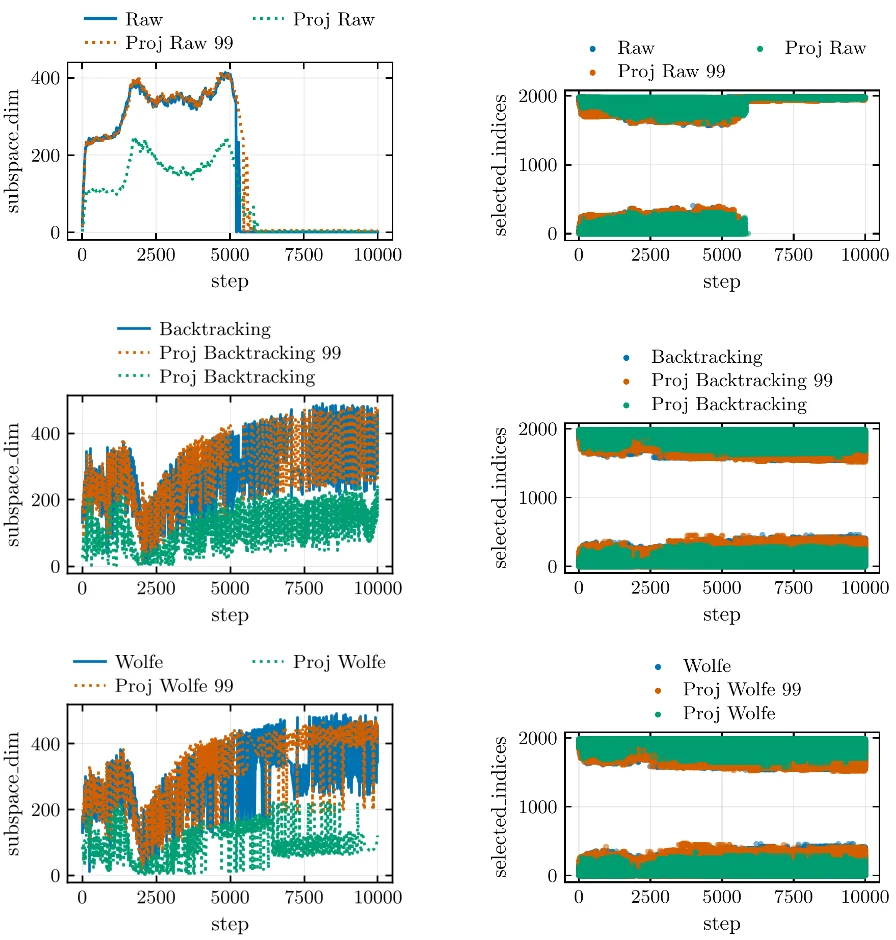 Raw
Proj Raw
Proj Raw 99
subspace_dim
400
200
0
0
2500
5000
7500
10000
step
Raw
Proj Raw
Proj Raw 99
selected_indices
2000
1000
0
0
2500
5000
7500
10000
step
Backtracking
Proj Backtracking 99
Proj Backtracking
subspace_dim
400
200
0
0
2500
5000
7500
10000
step
Backtracking
Proj Backtracking 99
Proj Backtracking
selected_indices
2000
1000
0
0
2500
5000
7500
10000
step
Wolfe
Proj Wolfe
Proj Wolfe 99
subspace_dim
400
200
0
0
2500
5000
7500
10000
step
Wolfe
Proj Wolfe 99
Proj Wolfe
selected_indices
2000
1000
0
0
2500
5000
7500
10000
step